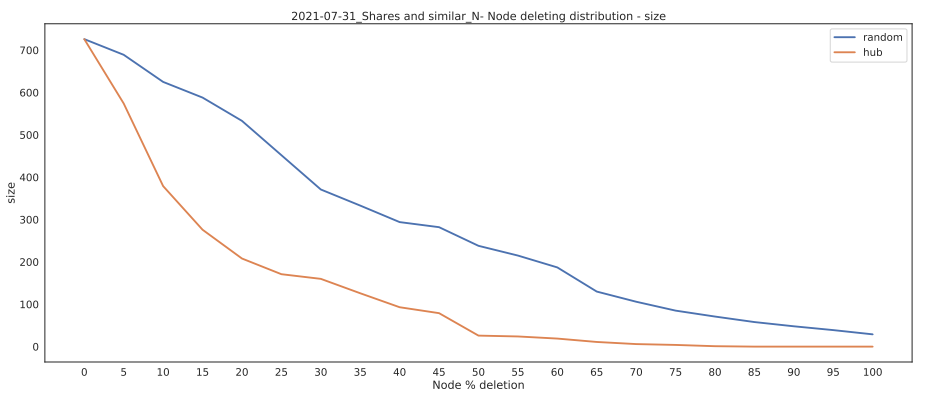 2021-07-31_Shares and similar_N- Node deleting distribution - size
random
hub
700
600
500
400
300
200
100
0
size
0 5 10 15 20 25 30 35 40 45 50 55 60 65 70 75 80 85 90 95 100
Node % deletion